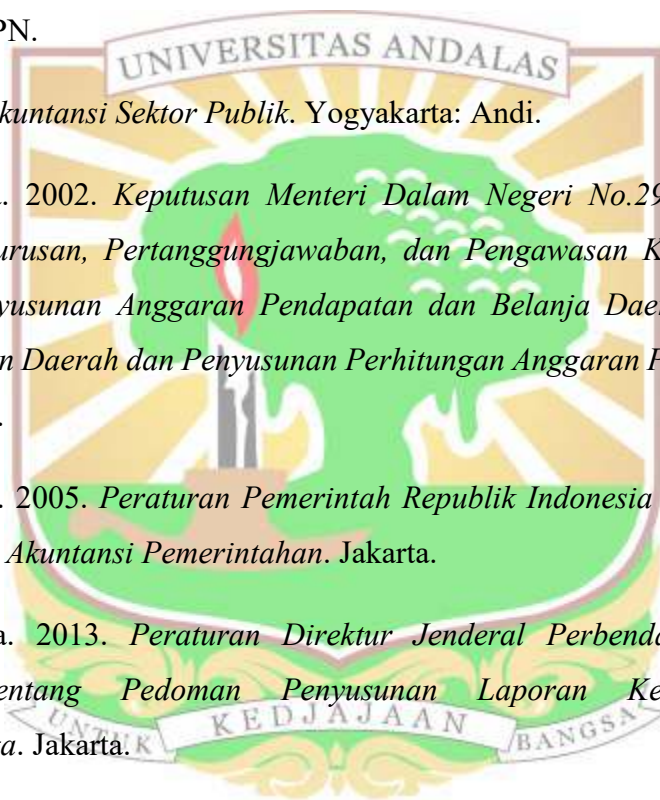 PN.
UNIVERSITAS ANDALAS
kuntansi Sektor Publik. Yogyakarta: Andi.
2002. Keputusan Menteri Dalam Negeri No.29
urusan, Pertanggungjawaban, dan Pengawasan K
yusunan Anggaran Pendapatan dan Belanja Daer
n Daerah dan Penyusunan Perhitungan Anggaran P
. 2005. Peraturan Pemerintah Republik Indonesia
Akuntansi Pemerintahan. Jakarta.
a. 2013. Peraturan Direktur Jenderal Perbenda
entang Pedoman Penyusunan Laporan Ke
UNTUK KEDJAJAAN BANGSA
a. Jakarta.